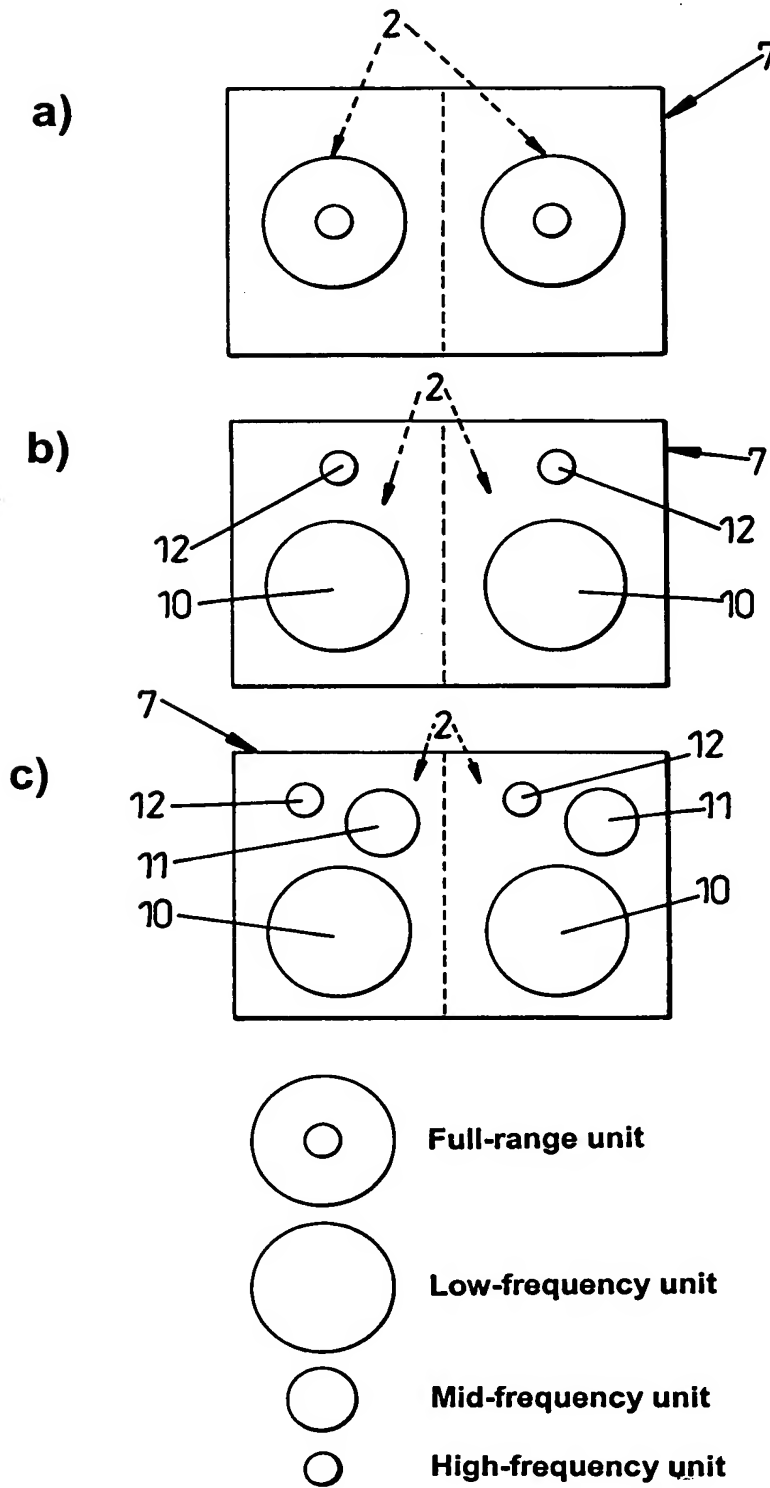 2
7
a)
2
b)
7
12
12
10
10
7
2
12
c)
12
11
11
10
10
Full-range unit
Low-frequency unit
Mid-frequency unit
High-frequency unit